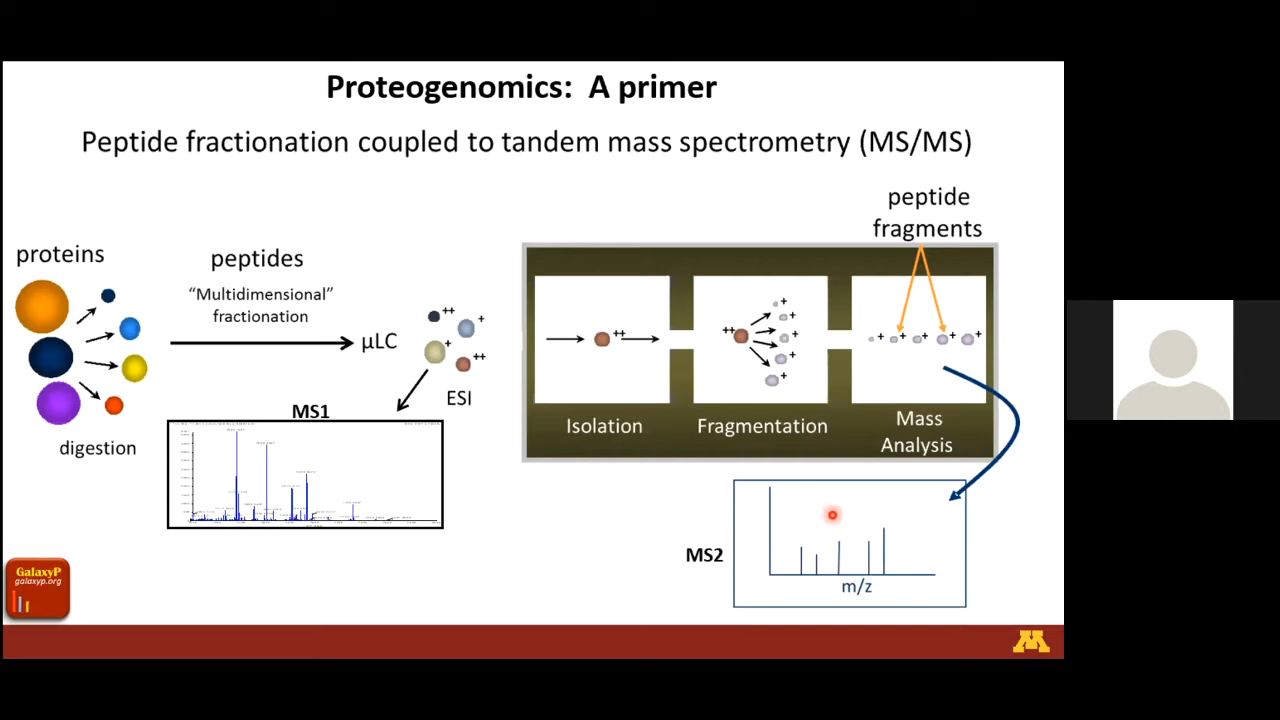 Proteogenomics: A primer
Peptide fractionation coupled to tandem mass spectrometry (MS/MS)
peptide
fragments
proteins
peptides
"Multidimensional"
fractionation
µLC
++
+
+
++
ESI
digestion
MS1
++
++
+
+
+
+
+
+
+
+
+
+
Isolation
Fragmentation
Mass
Analysis
MS2
m/z
GalaxyP
galaxyp.org
M